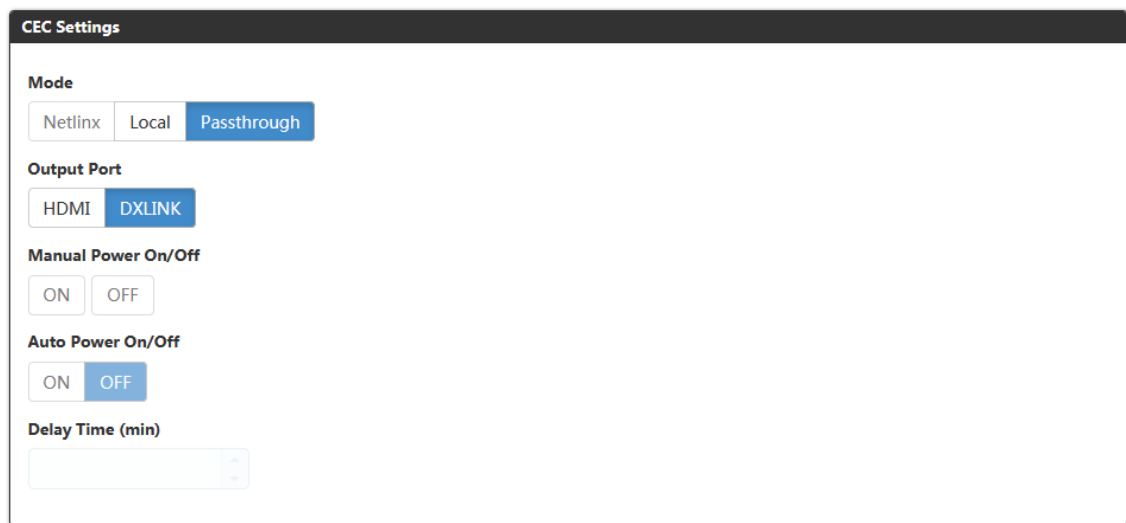 CEC Settings
Mode
Netlinx Local Passthrough
Output Port
HDMI DXLINK
Manual Power On/Off
ON OFF
Auto Power On/Off
ON OFF
Delay Time (min)